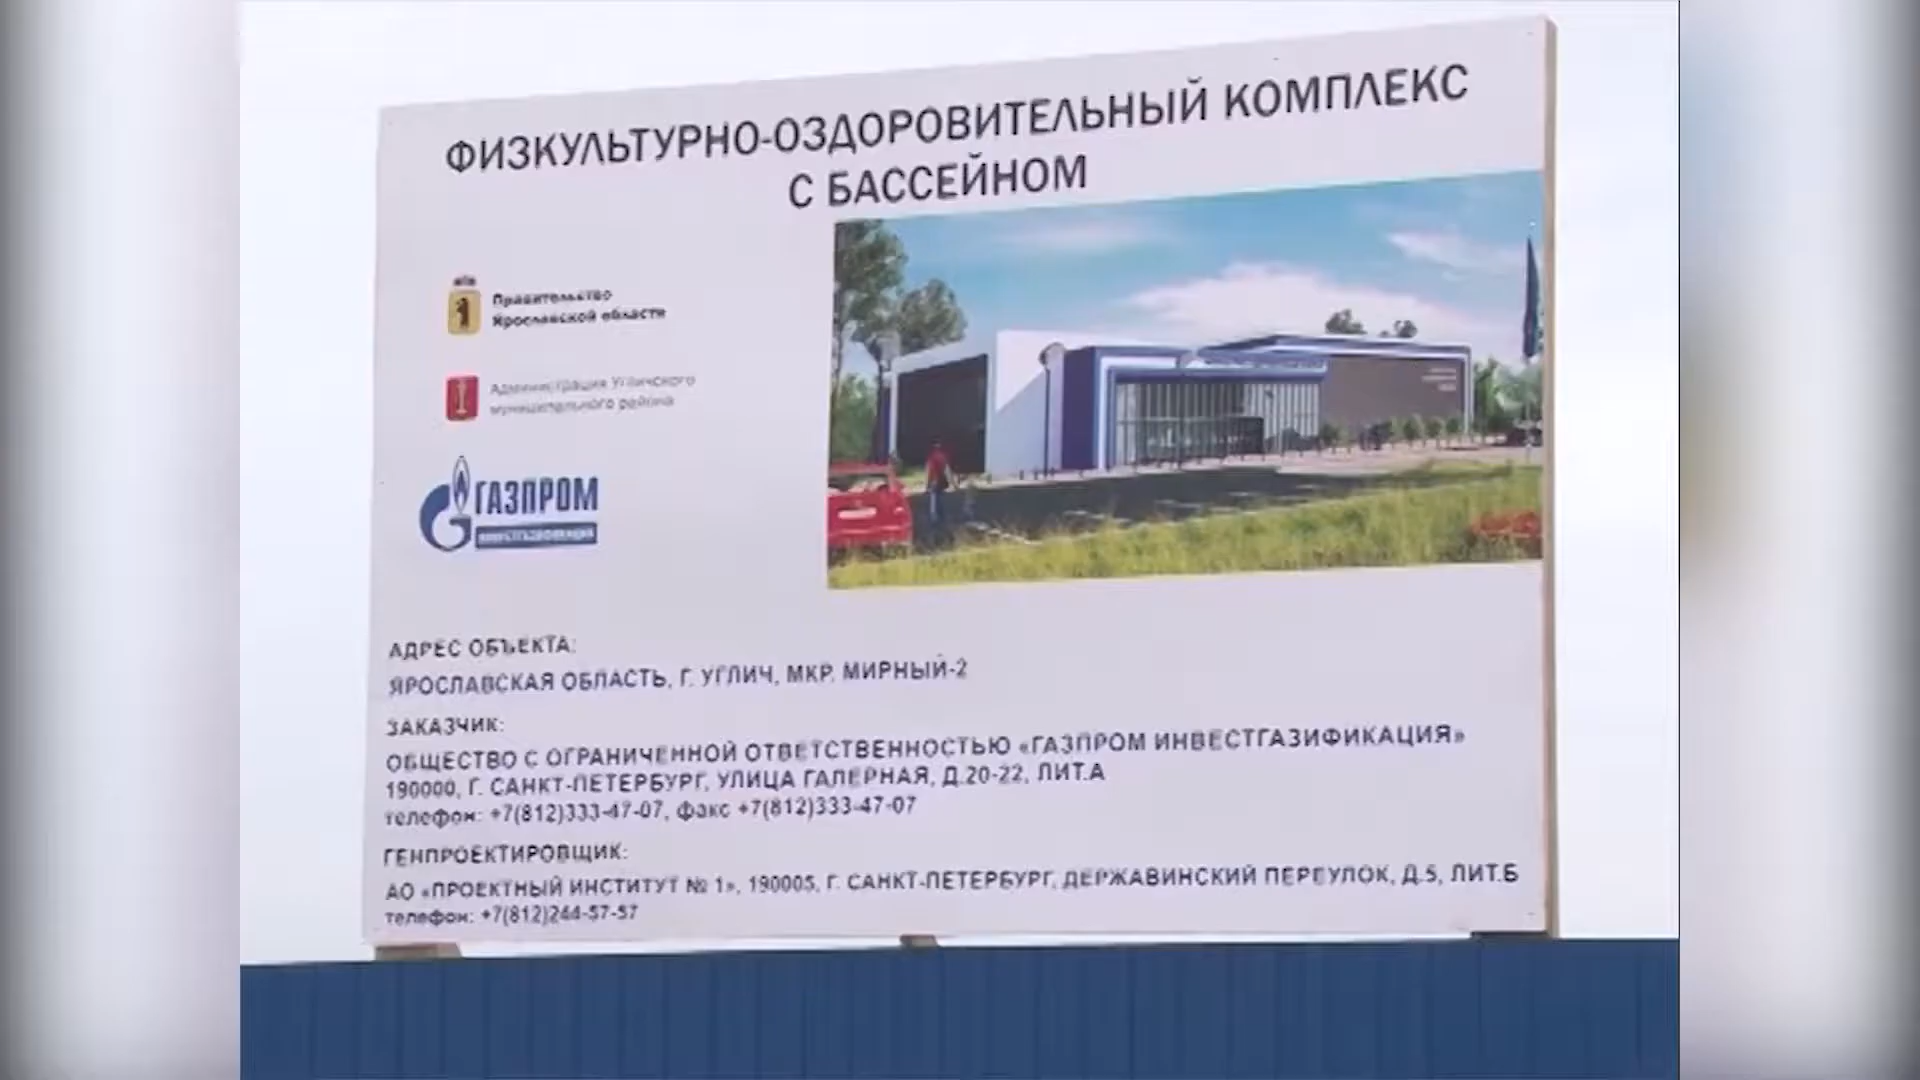 ФИЗКУЛЬТУРНО-ОЗДОРОВИТЕЛЬНЫЙ КОМПЛЕКС
С БАССЕЙНОМ
Правительство
Ярославской области
Администрация Угличского
муниципального района
ГАЗПРОМ
ИНВЕСТГАЗИФИКАЦИЯ
АДРЕС ОБЪЕКТА:
ЯРОСЛАВСКАЯ ОБЛАСТЬ, Г. УГЛИЧ, МКР. МИРНЫЙ-2
ЗАКАЗЧИК:
ОБЩЕСТВО С ОГРАНИЧЕННОЙ ОТВЕТСТВЕННОСТЬЮ «ГАЗПРОМ ИНВЕСТГАЗИФИКАЦИЯ»
190000, Г. САНКТ-ПЕТЕРБУРГ, УЛИЦА ГАЛЕРНАЯ, Д.20-22, ЛИТ.А
телефон: +7(812)333-47-07, факс +7(812)333-47-07
ГЕНПРОЕКТИРОВЩИК:
АО «ПРОЕКТНЫЙ ИНСТИТУТ № 1», 190005, Г. САНКТ-ПЕТЕРБУРГ, ДЕРЖАВИНСКИЙ ПЕРЕУЛОК, Д.5, ЛИТ.Б
телефон: +7(812)244-57-57